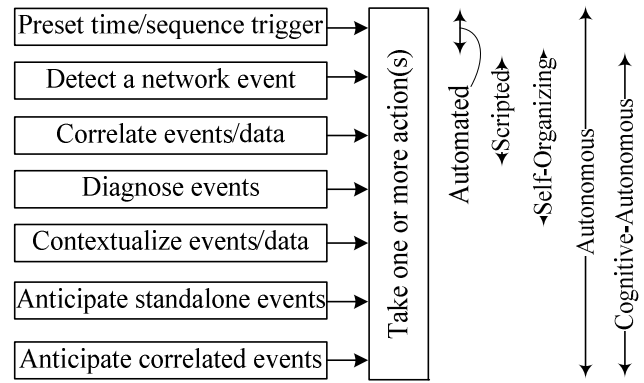 Preset time/sequence trigger
Detect a network event
Correlate events/data
Diagnose events
Contextualize events/data
Anticipate standalone events
Anticipate correlated events
Take one or more action(s)
Automated
Scripted
Self-Organizing
Autonomous
Cognitive-Autonomous